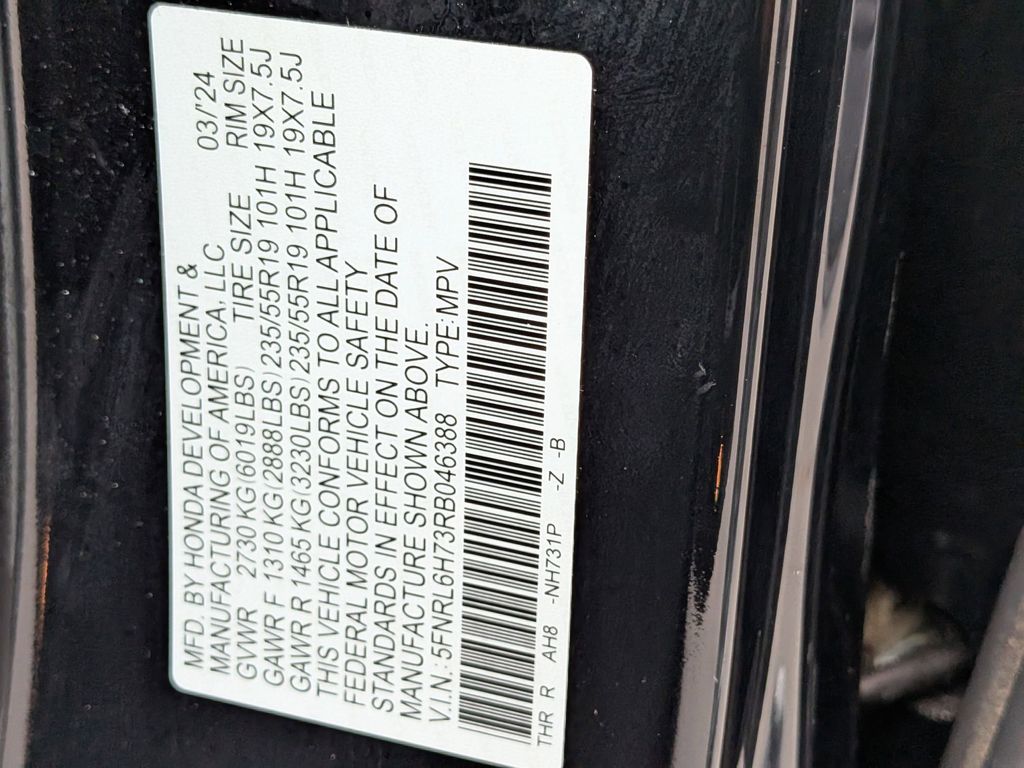 MFD. BY HONDA DEVELOPMENT &
MANUFACTURING OF AMERICA, LLC 03/'24
GVWR 2730 KG(6019LBS) TIRE SIZE RIM SIZE
GAWR F 1310 KG(2888LBS) 235/55R19 101H 19X7.5J
GAWR R 1465 KG(3230LBS) 235/55R19 101H 19X7.5J
THIS VEHICLE CONFORMS TO ALL APPLICABLE
FEDERAL MOTOR VEHICLE SAFETY
STANDARDS IN EFFECT ON THE DATE OF
MANUFACTURE SHOWN ABOVE.
V.I.N.: 5FNRL6H73RB046388 TYPE:MPV
THR R AH8 -NH731P -Z -B